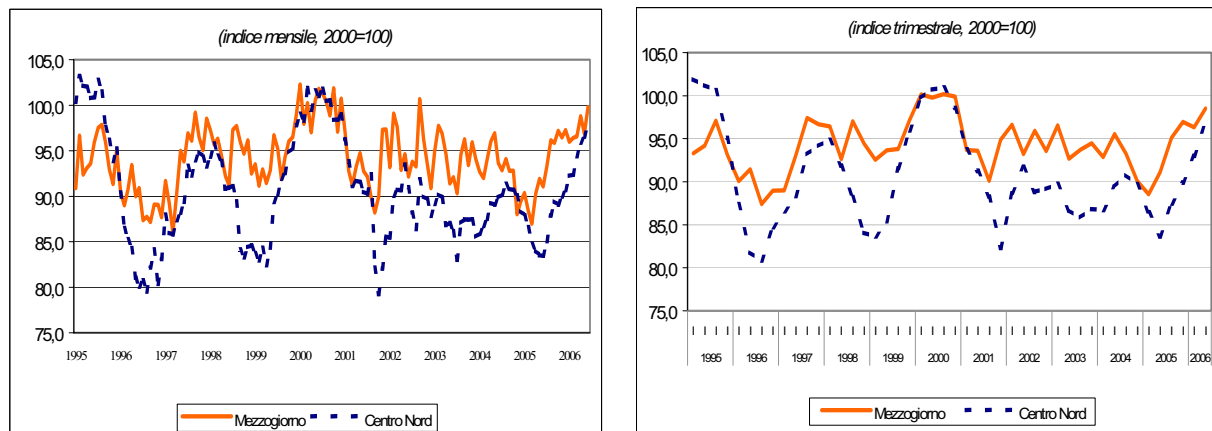 (indice mensile, 2000=100)
105,0
100,0
95,0
90,0
85,0
80,0
75,0
1995 1996 1997 1998 1999 2000 2001 2002 2003 2004 2005 2006
Mezzogiorno Centro Nord
(indice trimestrale, 2000=100)
105,0
100,0
95,0
90,0
85,0
80,0
75,0
I I I I I I I I I I I I I I I I I I I I I I I I I I I I I I I I I I I I I I I I I I I I I I
1995 1996 1997 1998 1999 2000 2001 2002 2003 2004 2005 2006
Mezzogiorno Centro Nord